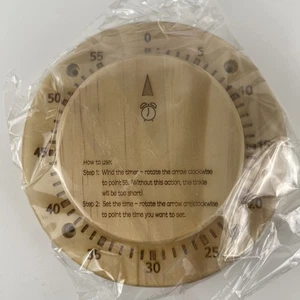 0
55
5
50
45
40
20
35
25
30
How to Use:
Step 1: Wind the timer - rotate the arrow clockwise
to point 55. (Without this action, the timer
will be too short)
Step 2: Set the time - rotate the arrow anticlockwise
to point the time you want to set.